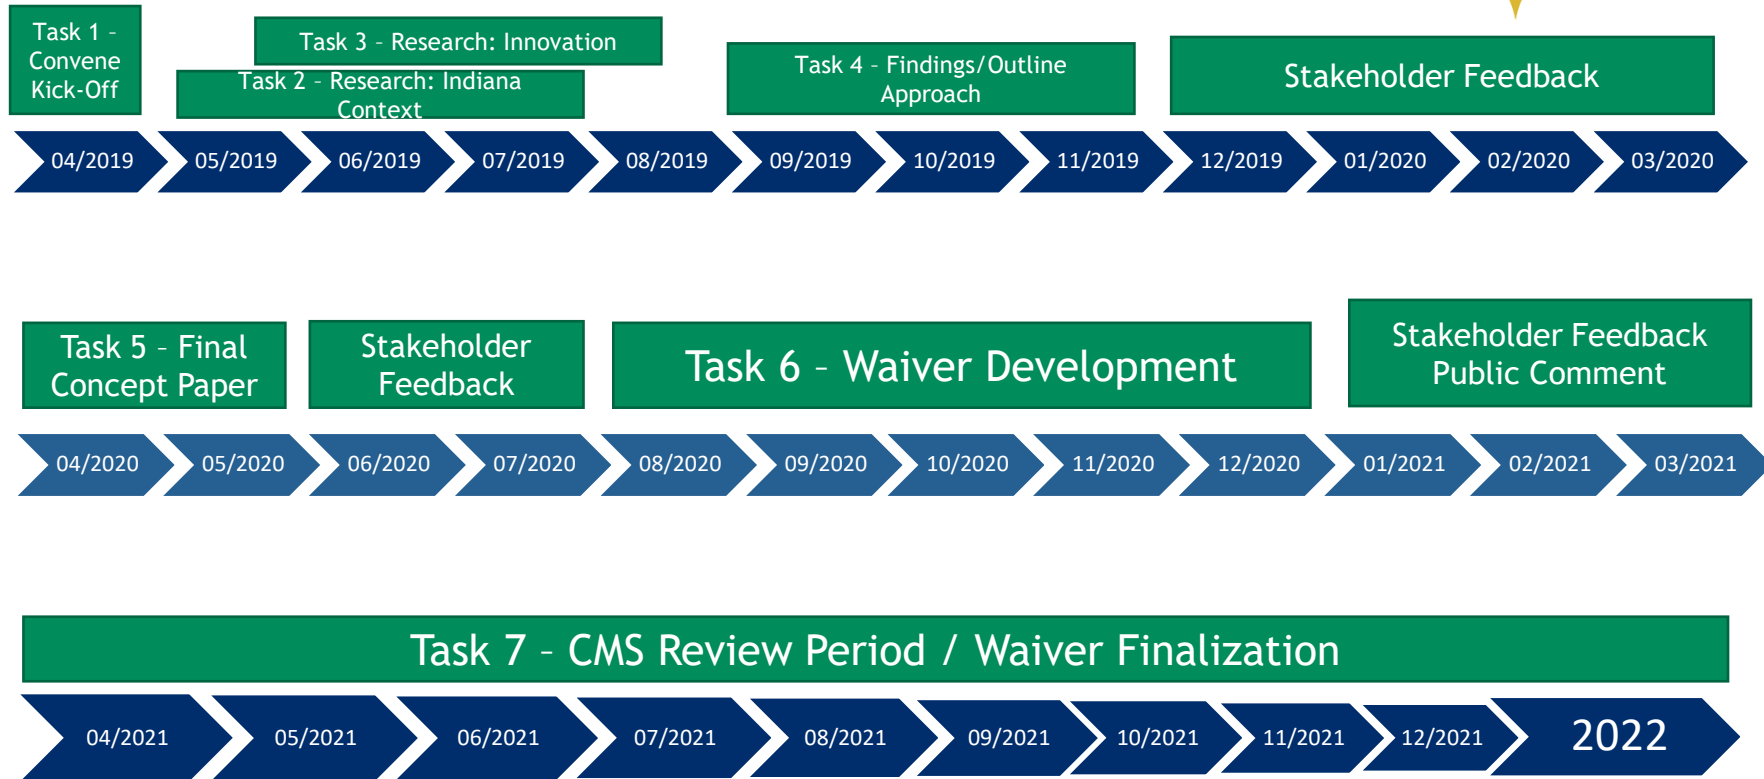 Task 1 –
Convene
Kick-Off
Task 3 – Research: Innovation
Task 2 – Research: Indiana
Context
Task 4 – Findings/Outline
Approach
Stakeholder Feedback
04/2019
05/2019
06/2019
07/2019
08/2019
09/2019
10/2019
11/2019
12/2019
01/2020
02/2020
03/2020
Task 5 – Final
Concept Paper
Stakeholder
Feedback
Task 6 – Waiver Development
Stakeholder Feedback
Public Comment
04/2020
05/2020
06/2020
07/2020
08/2020
09/2020
10/2020
11/2020
12/2020
01/2021
02/2021
03/2021
Task 7 – CMS Review Period / Waiver Finalization
04/2021
05/2021
06/2021
07/2021
08/2021
09/2021
10/2021
11/2021
12/2021
2022